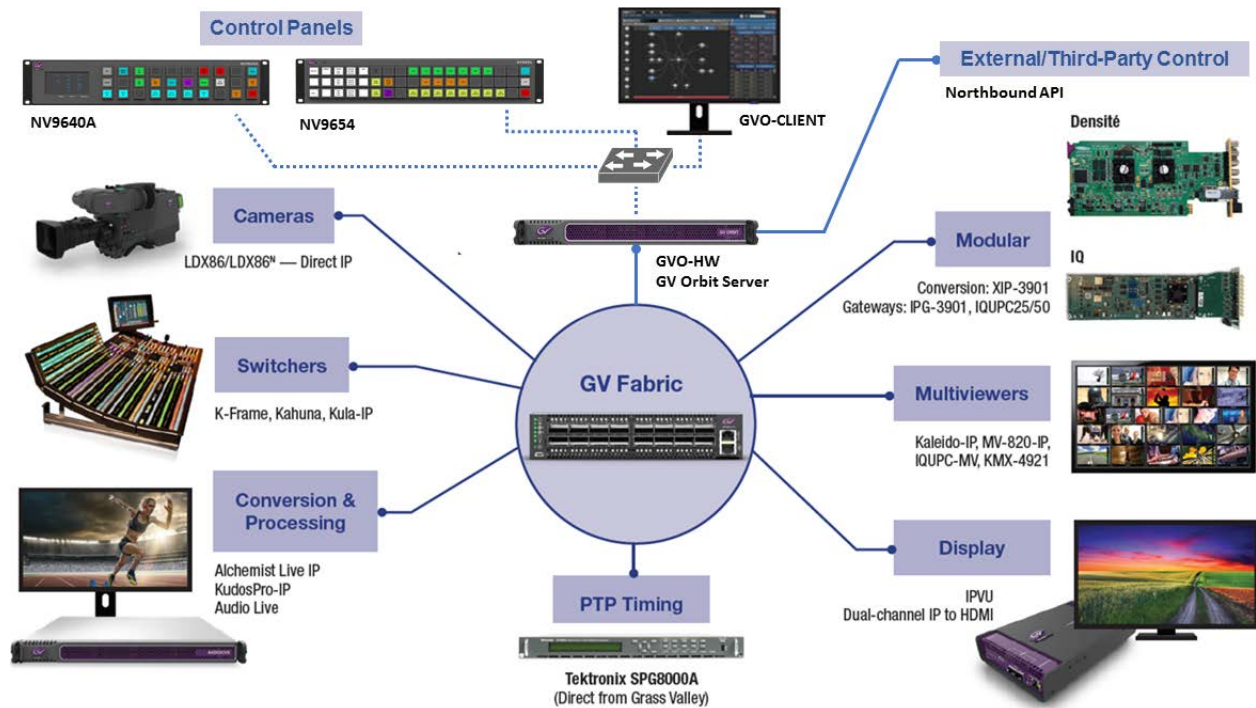 Control Panels
External/Third-Party Control
Northbound API
NV9640A
NV9654
GVO-CLIENT
Densité
Cameras
LDX86/LDX86ᴺ — Direct IP
GV ORBIT
GVO-HW
GV Orbit Server
Modular
IQ
Conversion: XIP-3901
Gateways: IPG-3901, IQUPC25/50
Switchers
K-Frame, Kahuna, Kula-IP
GV Fabric
Multiviewers
Kaleido-IP, MV-820-IP,
IQUPC-MV, KMX-4921
Conversion &
Processing
Alchemist Live IP
KudosPro-IP
Audio Live
PTP Timing
Tektronix SPG8000A
(Direct from Grass Valley)
Display
IPVU
Dual-channel IP to HDMI
GV